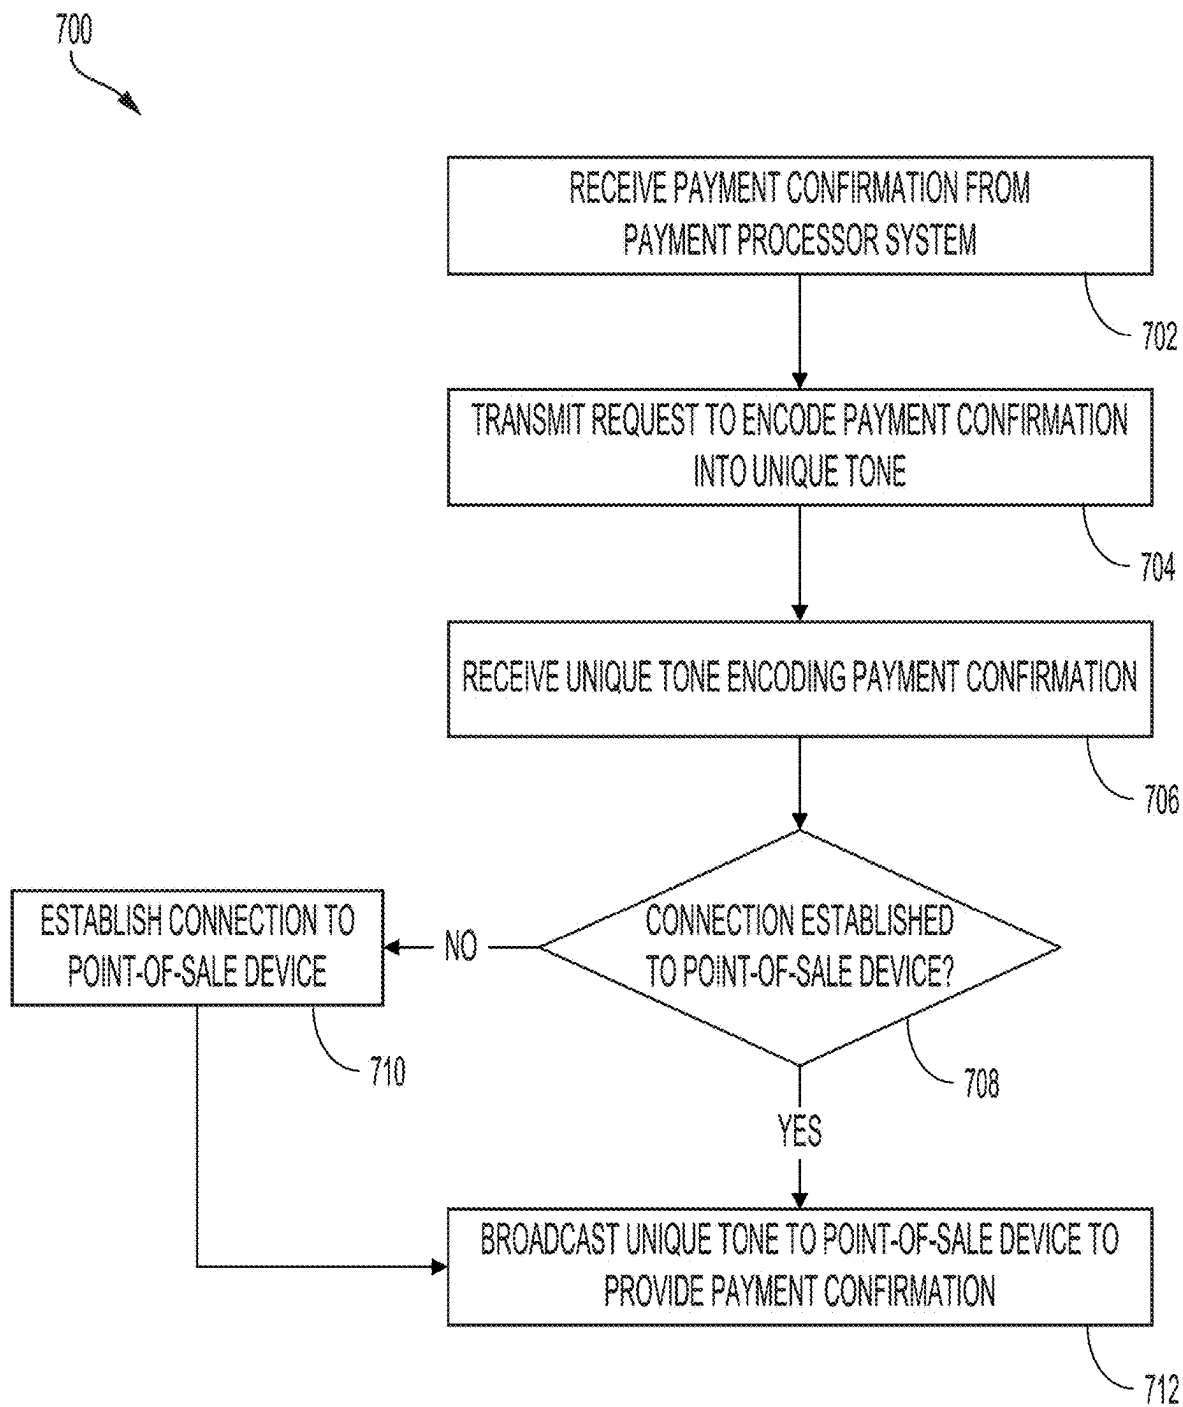 700
RECEIVE PAYMENT CONFIRMATION FROM
PAYMENT PROCESSOR SYSTEM
702
TRANSMIT REQUEST TO ENCODE PAYMENT CONFIRMATION
INTO UNIQUE TONE
704
RECEIVE UNIQUE TONE ENCODING PAYMENT CONFIRMATION
706
CONNECTION ESTABLISHED
TO POINT-OF-SALE DEVICE?
708
NO
ESTABLISH CONNECTION TO
POINT-OF-SALE DEVICE
710
YES
BROADCAST UNIQUE TONE TO POINT-OF-SALE DEVICE TO
PROVIDE PAYMENT CONFIRMATION
712